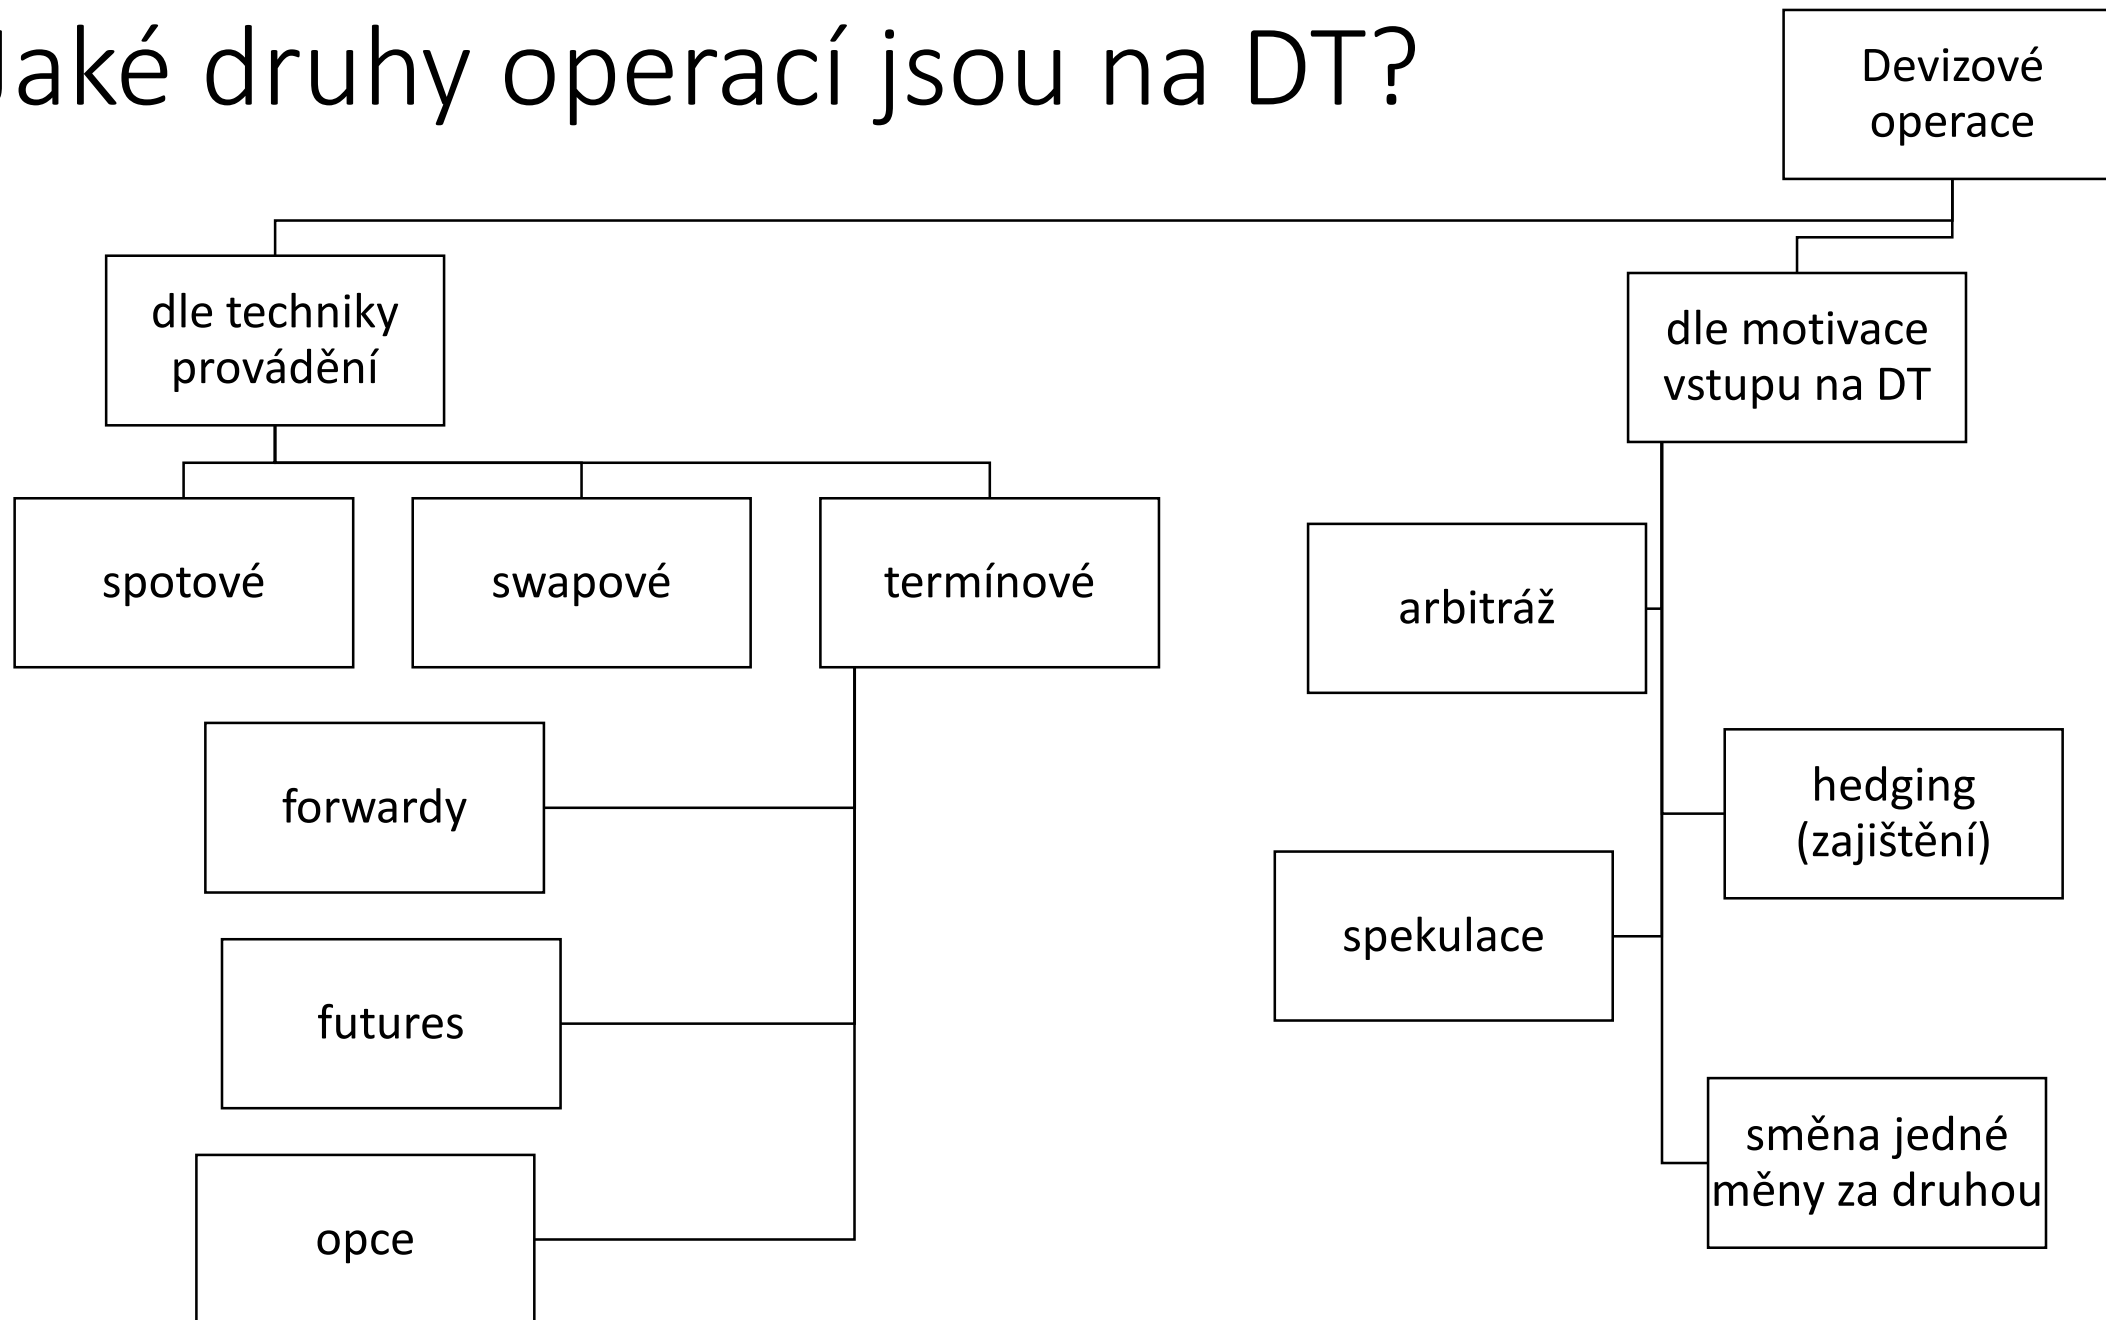 Jaké druhy operací jsou na DT?
Devizové
operace
dle techniky
provádění
dle motivace
vstupu na DT
spotové
swapové
termínové
arbitráž
forwardy
hedging
(zajištění)
spekulace
futures
směna jedné
měny za druhou
opce